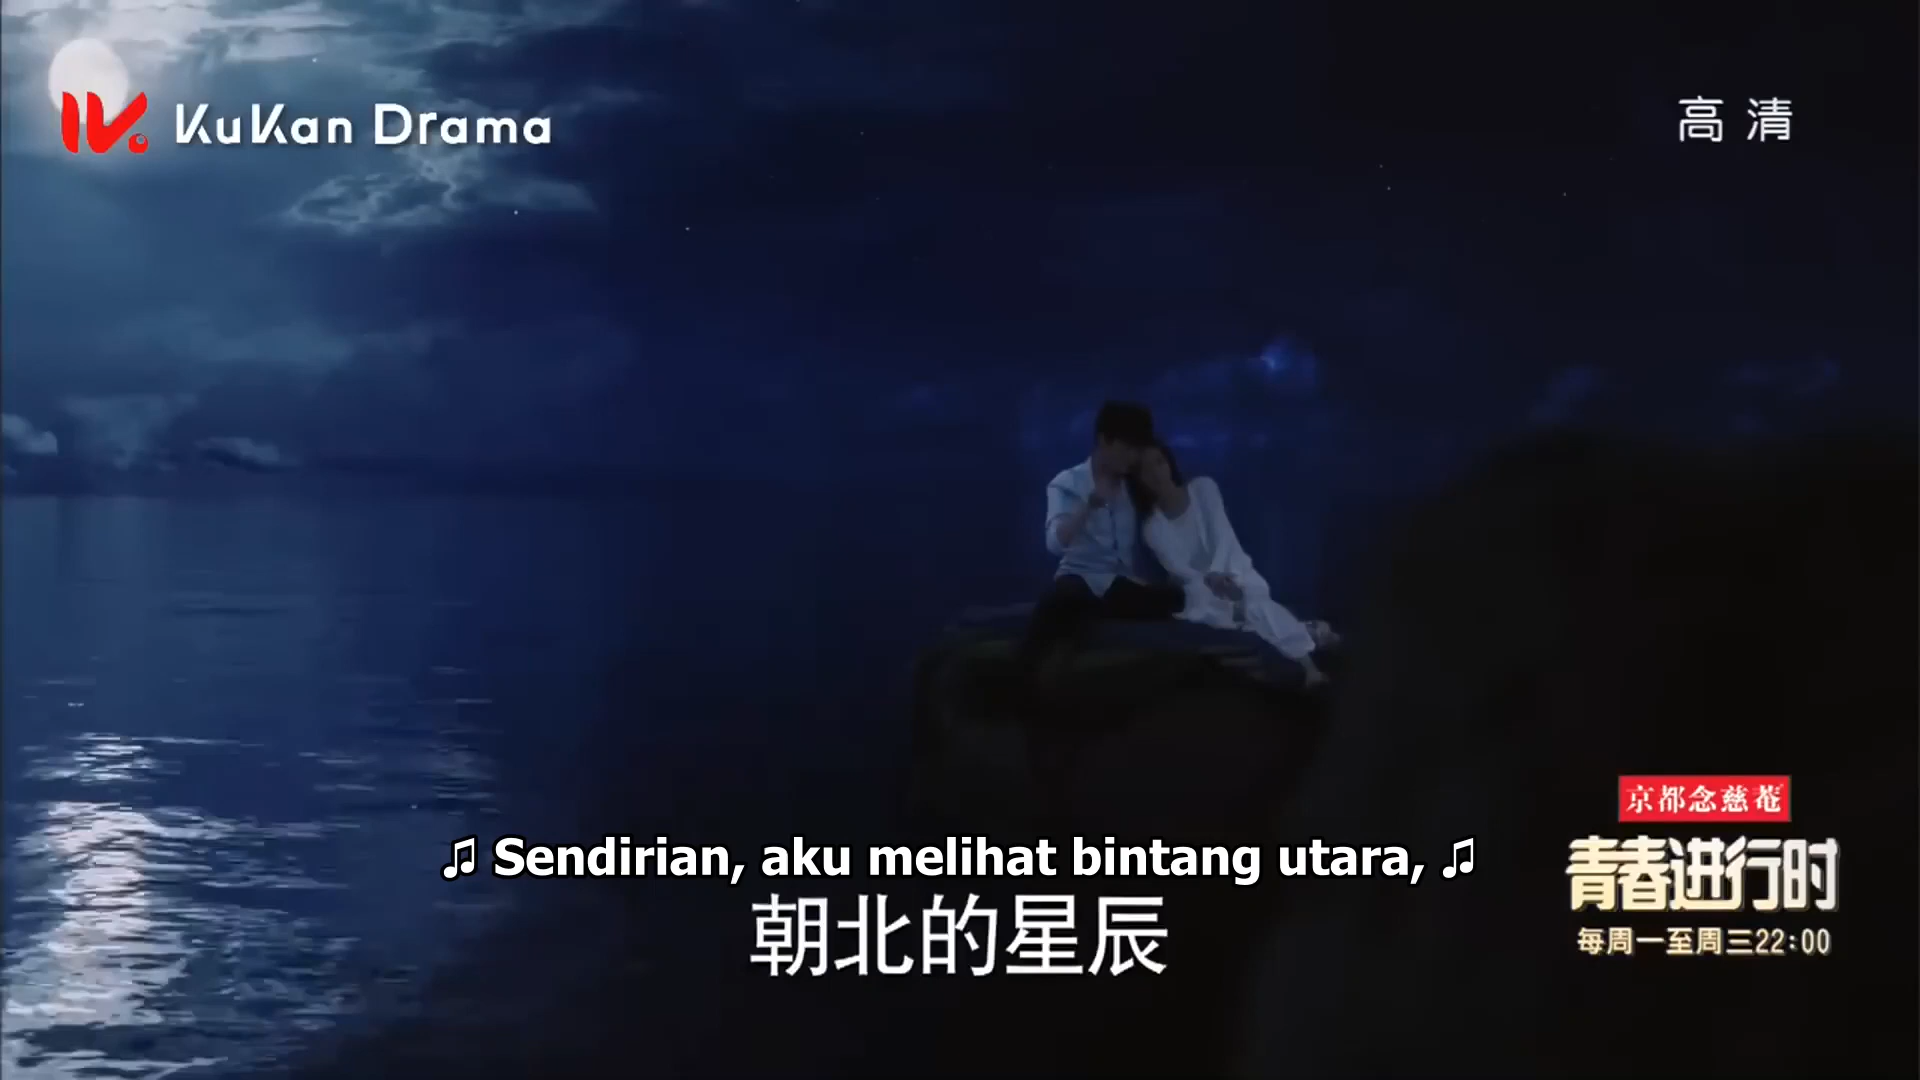 KuKan Drama
高清
京都念慈菴
♫ Sendirian, aku melihat bintang utara, ♫
朝北的星辰
青春进行时
每周一至周三22:00